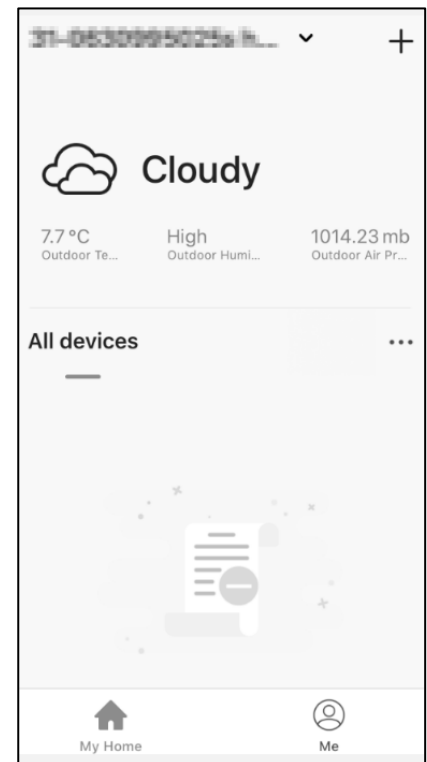 Cloudy
7.7 °C High 1014.23 mb
Outdoor Te... Outdoor Humi... Outdoor Air Pr...
All devices
My Home Me